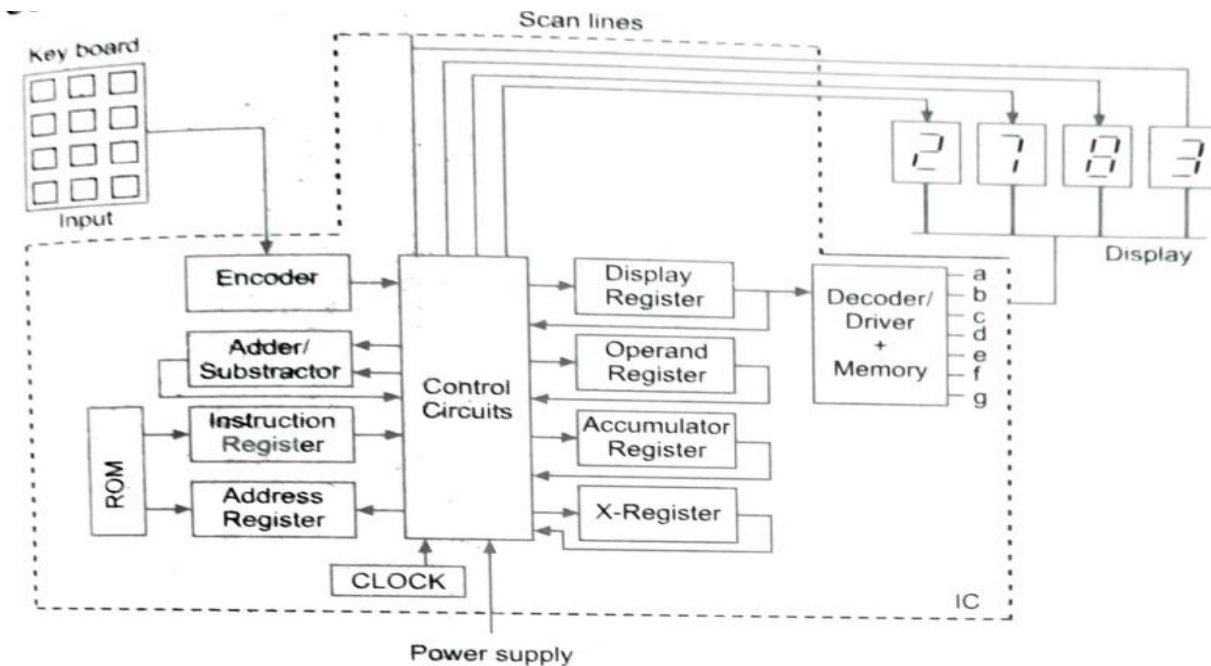 Scan lines
Key board
Input
2 7 8 3
Display
Encoder
Adder/
Substractor
Instruction
Register
ROM
Address
Register
Control
Circuits
CLOCK
Display
Register
Operand
Register
Accumulator
Register
X-Register
Decoder/
Driver
+
Memory
a
b
c
d
e
f
g
IC
Power supply